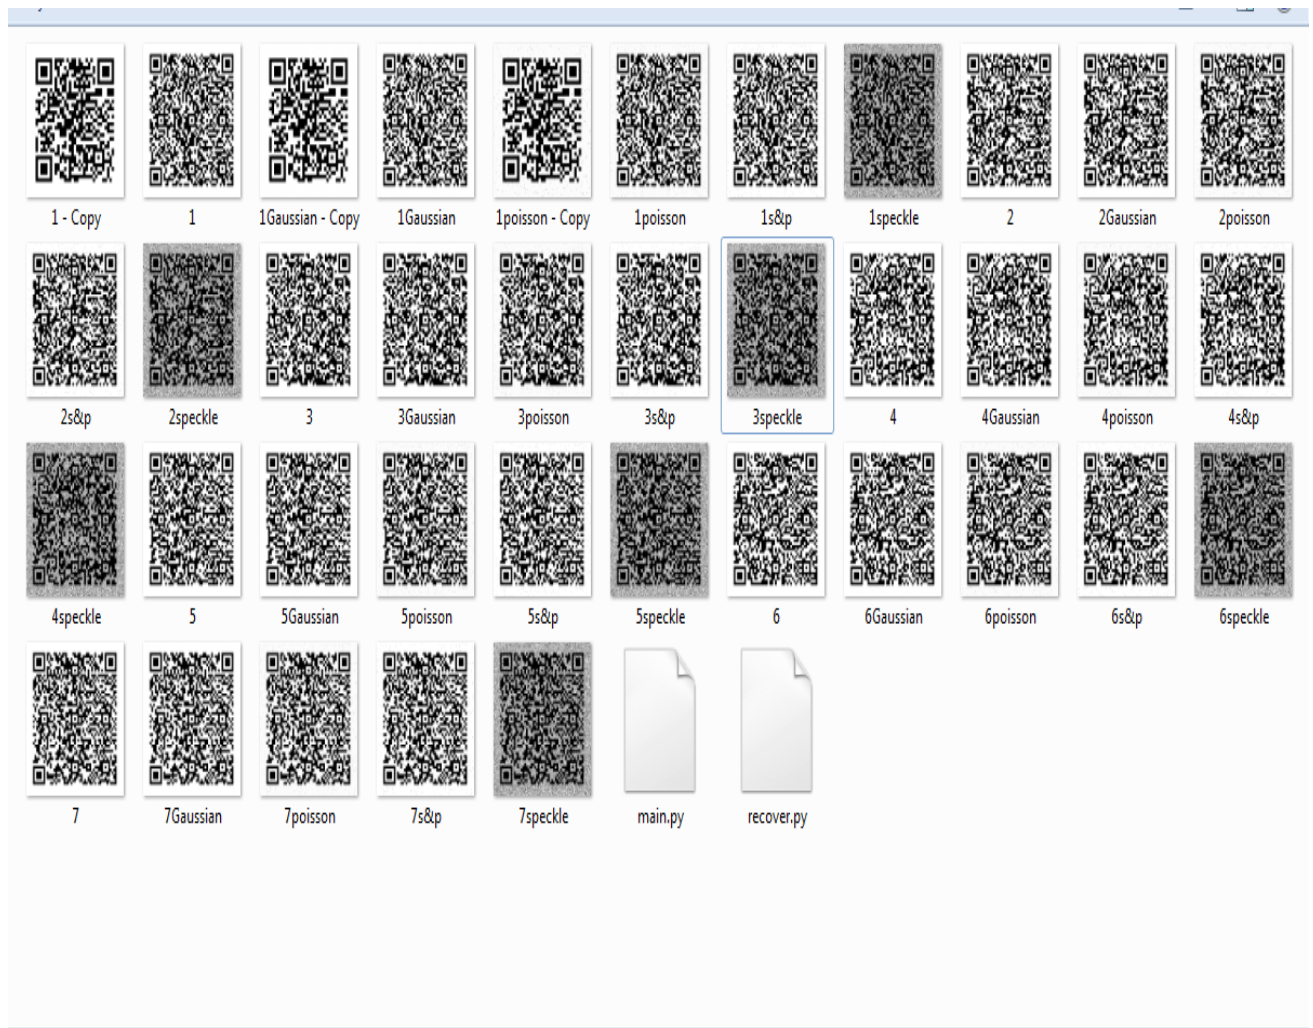 1 - Copy 1 1Gaussian - Copy 1Gaussian 1poisson - Copy 1poisson 1s&p 1speckle 2 2Gaussian 2poisson
2s&p 2speckle 3 3Gaussian 3poisson 3s&p 3speckle 4 4Gaussian 4poisson 4s&p
4speckle 5 5Gaussian 5poisson 5s&p 5speckle 6 6Gaussian 6poisson 6s&p 6speckle
7 7Gaussian 7poisson 7s&p 7speckle main.py recover.py